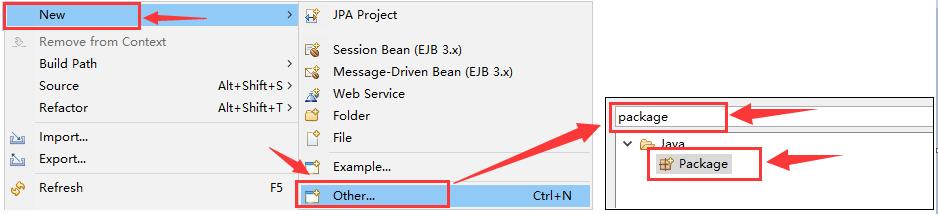 New
Remove from Context
Build Path
Source Alt+Shift+S
Refactor Alt+Shift+T
Import...
Export...
Refresh F5
JPA Project
Session Bean (EJB 3.x)
Message-Driven Bean (EJB 3.x)
Web Service
Folder
File
Example...
Other... Ctrl+N
package
Java
Package